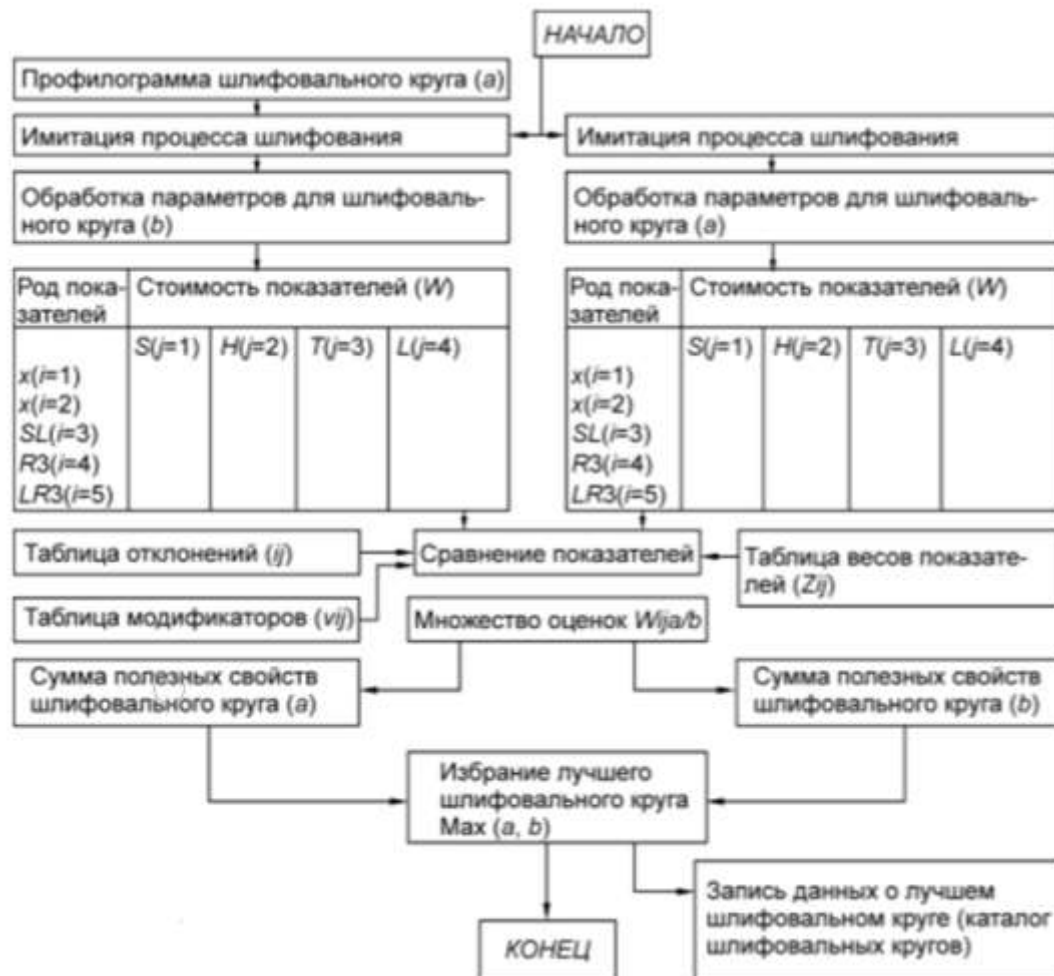 НАЧАЛО
Профилограмма шлифовального круга (a)
Имитация процесса шлифования
Имитация процесса шлифования
Обработка параметров для шлифоваль-
ного круга (b)
Обработка параметров для шлифоваль-
ного круга (a)
Род пока-
зателей
Стоимость показателей (W)
S(j=1) H(j=2) T(j=3) L(j=4)
x(i=1)
x(i=2)
SL(i=3)
R3(i=4)
LR3(i=5)
Род пока-
зателей
Стоимость показателей (W)
S(j=1) H(j=2) T(j=3) L(j=4)
x(i=1)
x(i=2)
SL(i=3)
R3(i=4)
LR3(i=5)
Таблица отклонений (ij)
Сравнение показателей
Таблица весов показате-
лей (Zij)
Таблица модификаторов (vij)
Множество оценок Wija/b
Сумма полезных свойств
шлифовального круга (a)
Сумма полезных свойств
шлифовального круга (b)
Избрание лучшего
шлифовального круга
Max (a, b)
Запись данных о лучшем
шлифовальном круге (каталог
шлифовальных кругов)
КОНЕЦ